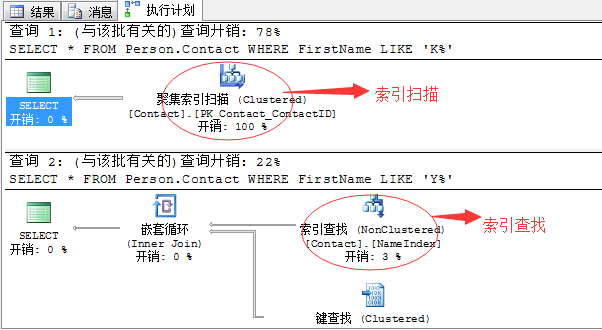 结果 消息 执行计划
查询 1: (与该批有关的)查询开销: 78%
SELECT * FROM Person.Contact WHERE FirstName LIKE 'K%'
聚集索引扫描 (Clustered)
[Contact].[PK_Contact_ContactID]
开销: 100 %
SELECT
开销: 0 %
索引扫描
查询 2: (与该批有关的)查询开销: 22%
SELECT * FROM Person.Contact WHERE FirstName LIKE 'Y%'
SELECT
开销: 0 %
嵌套循环
(Inner Join)
开销: 0 %
索引查找 (NonClustered)
[Contact].[NameIndex]
开销: 3 %
索引查找
键查找 (Clustered)